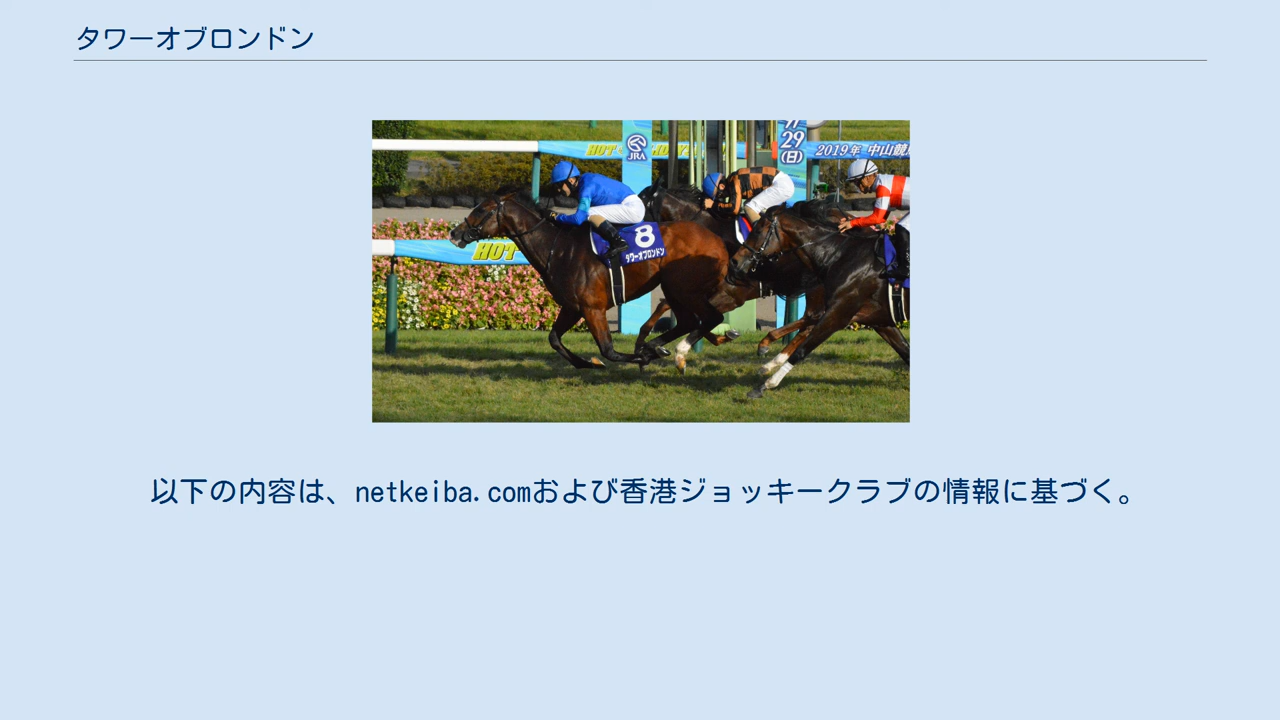 タワーオブロンドン
29
(日)
JRA
2019年 中山競
HOT
8
タワーオブロンドン
以下の内容は、netkeiba.comおよび香港ジョッキークラブの情報に基づく。